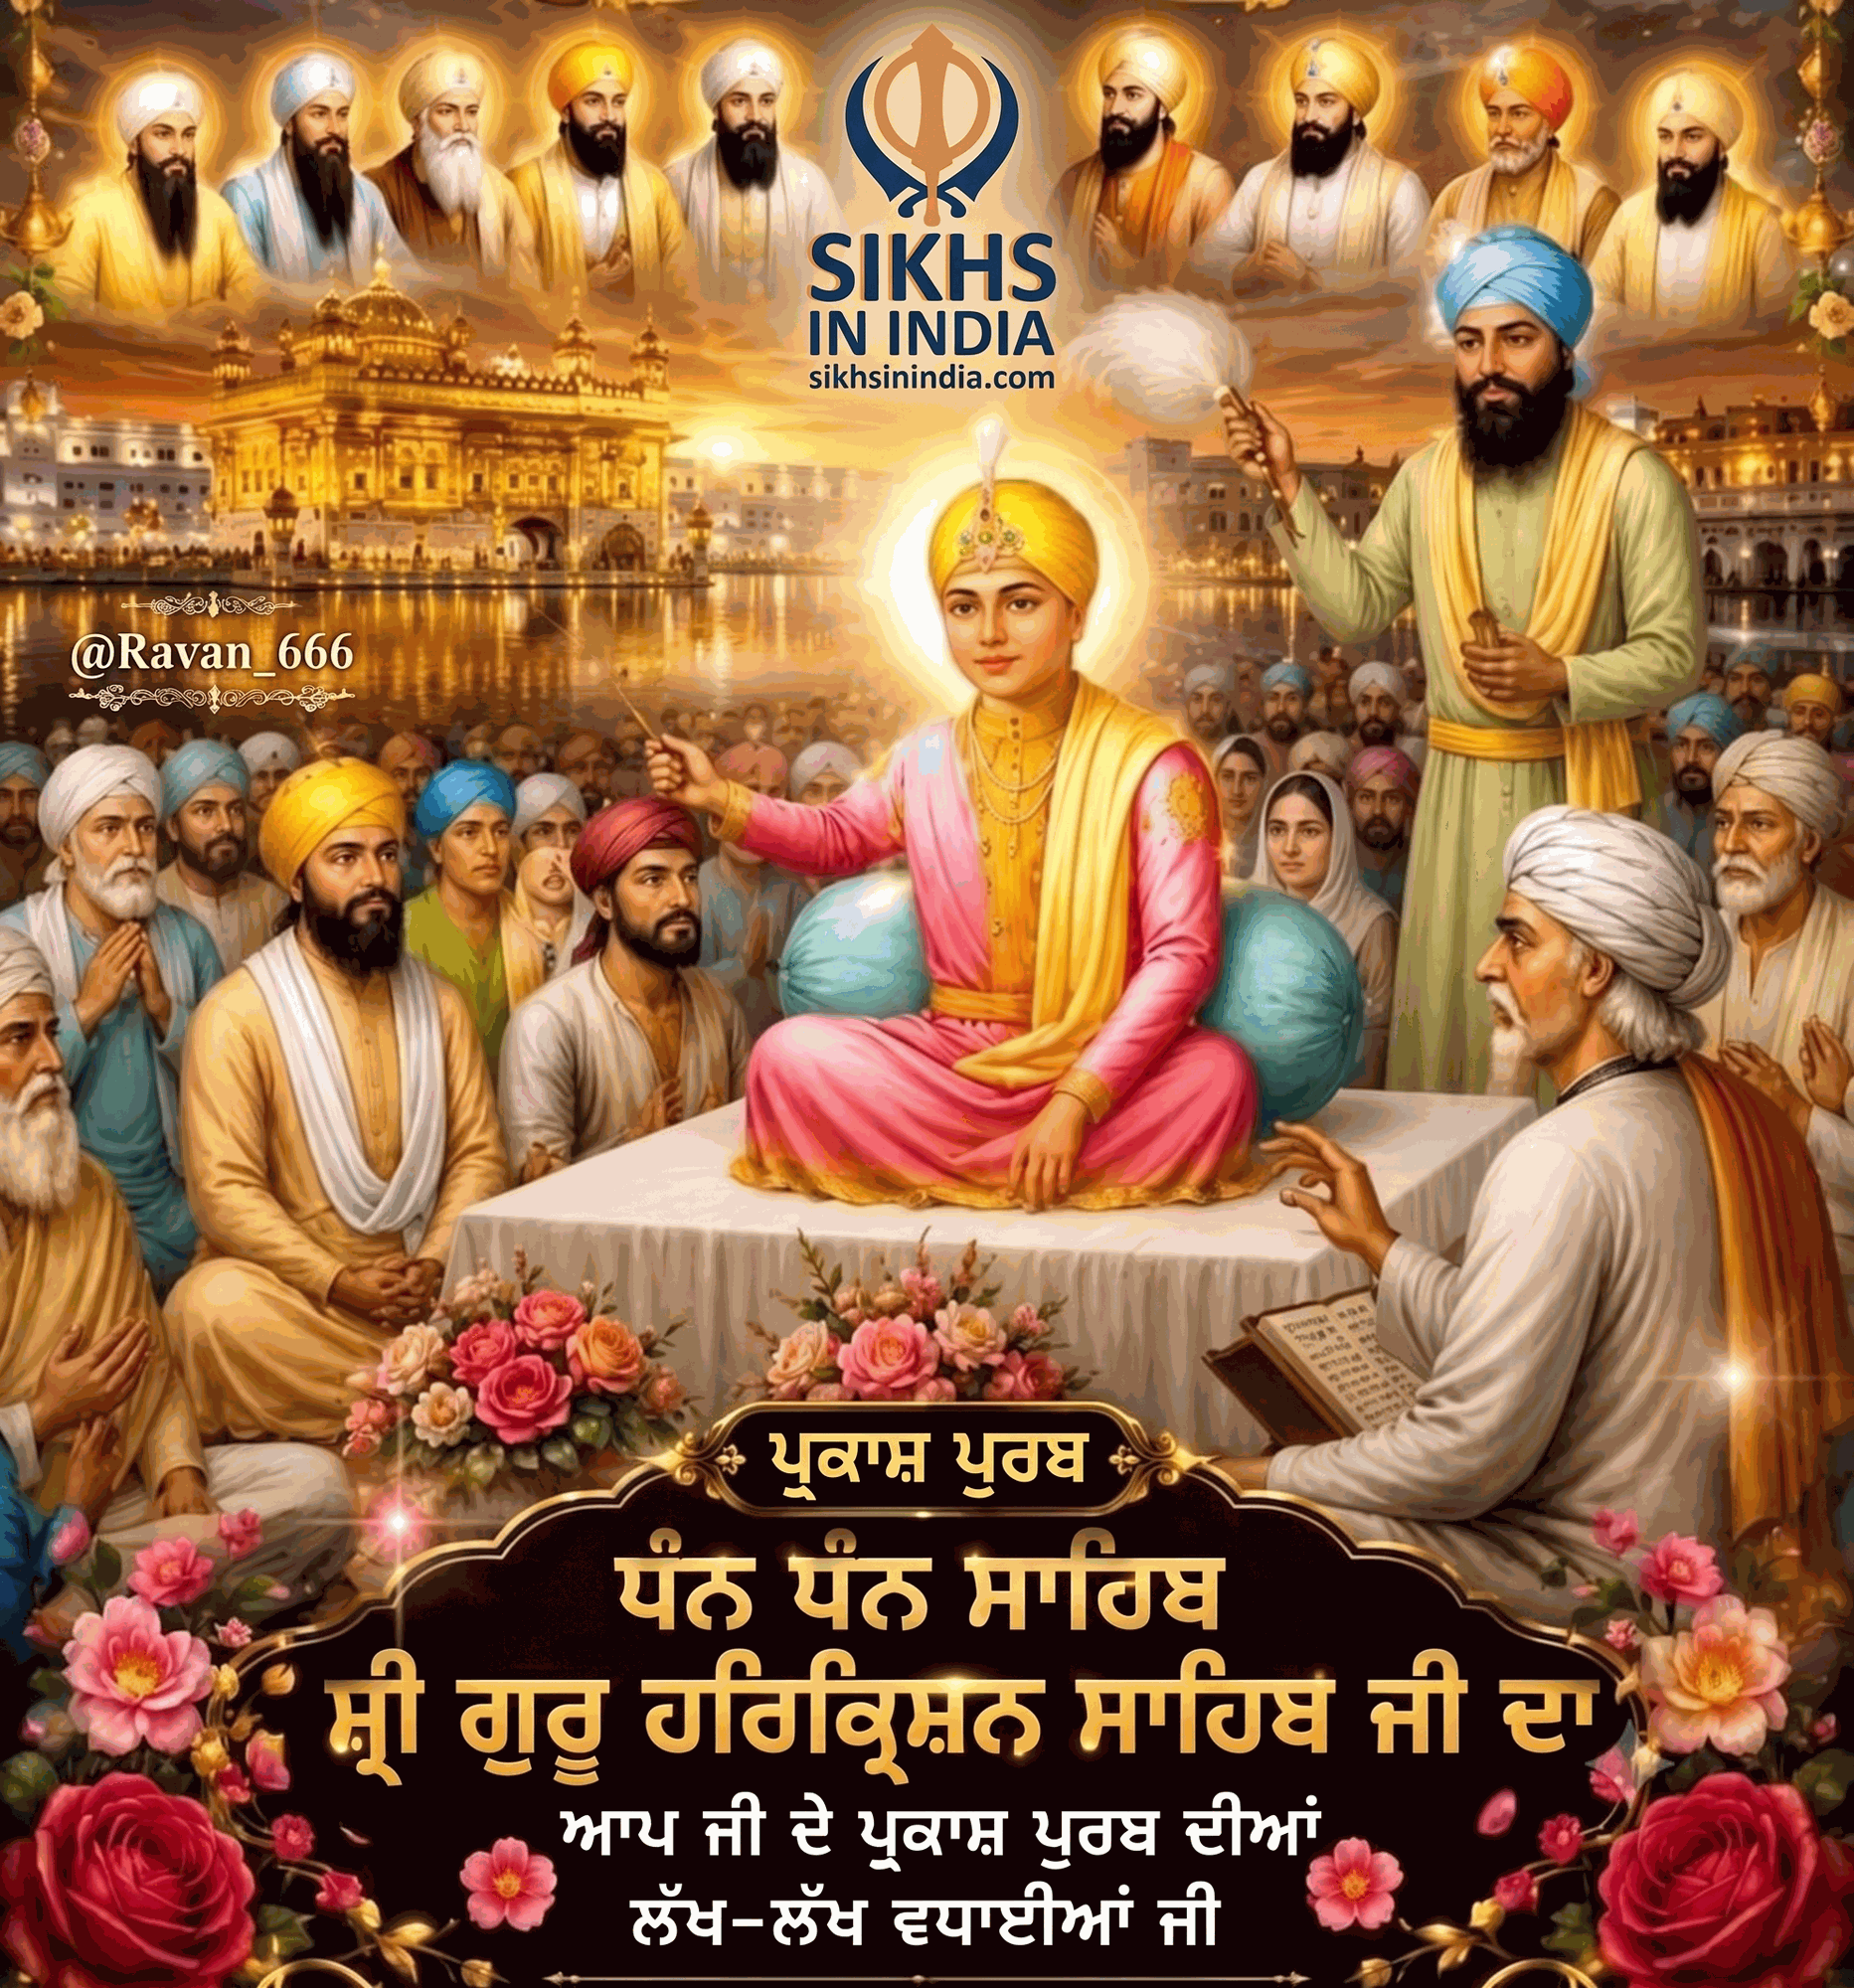 SIKHS
IN INDIA
sikhsinindia.com
@Ravan_666
ਪ੍ਰਕਾਸ਼ ਪੁਰਬ
ਧੰਨ ਧੰਨ ਸਾਹਿਬ
ਸ਼੍ਰੀ ਗੁਰੂ ਹਰਿਕ੍ਰਿਸ਼ਨ ਸਾਹਿਬ ਜੀ ਦਾ
ਆਪ ਜੀ ਦੇ ਪ੍ਰਕਾਸ਼ ਪੁਰਬ ਦੀਆਂ
ਲੱਖ-ਲੱਖ ਵਧਾਈਆਂ ਜੀ